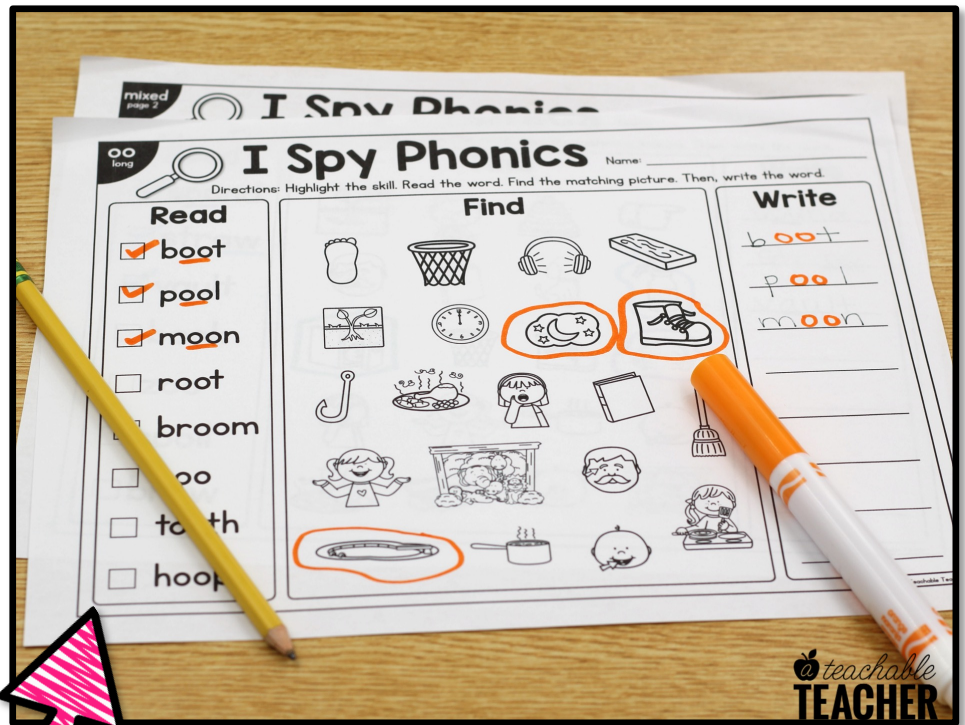 mixed
page 2
I Spy Phonics
oo
long
I Spy Phonics
Name:
Directions: Highlight the skill. Read the word. Find the matching picture. Then, write the word.
Read
boot
pool
moon
root
broom
oo
tooth
hoop
Find
Write
boot
pool
moon
a teachable
TEACHER